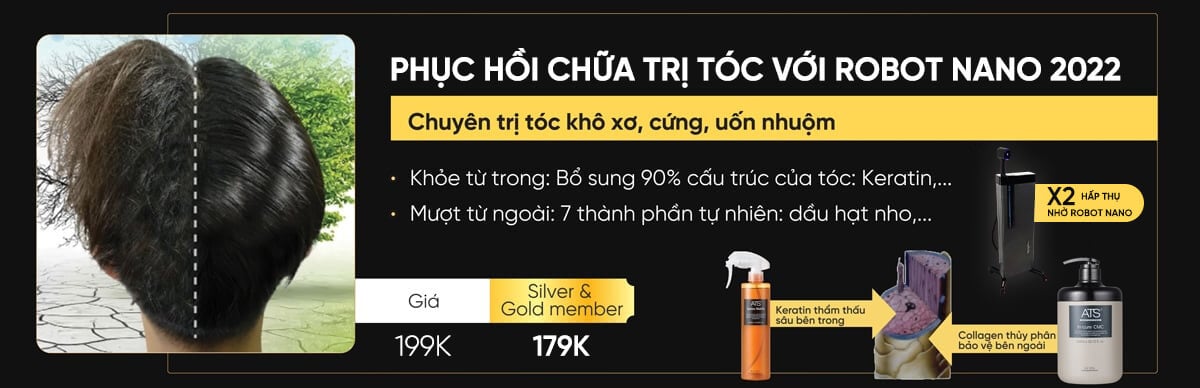 PHỤC HỒI CHỮA TRỊ TÓC VỚI ROBOT NANO 2022
Chuyên trị tóc khô xơ, cứng, uốn nhuộm
• Khỏe từ trong: Bổ sung 90% cấu trúc của tóc: Keratin,...
• Mượt từ ngoài: 7 thành phần tự nhiên: dầu hạt nho,...
X2 HẤP THỤ
NHỜ ROBOT NANO
Giá
199K
Silver &
Gold member
179K
ATS
Keratin thẩm thấu
sâu bên trong
Collagen thủy phân
bảo vệ bên ngoài
ATS
In-cure CMC